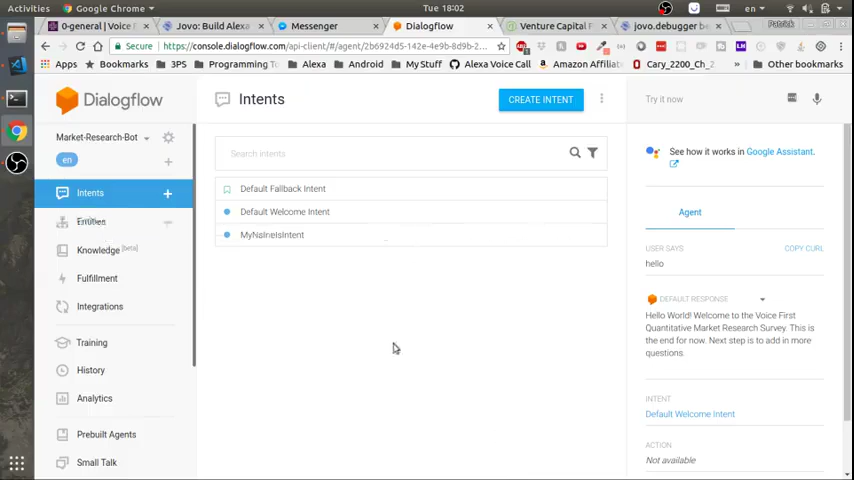 Activities Google Chrome Tue 18:02 en
0-general | Voice F Jovo: Build Alexa Messenger Dialogflow Venture Capital F jovo.debugger be Patrick
Secure https://console.dialogflow.com/api-client/#/agent/2b6924d5-142e-4e9b-8d9b-2...
Apps Bookmarks 3PS Programming To Alexa Android My Stuff Alexa Voice Call Amazon Affiliat Cary_2200_Ch_2 » Other bookmarks
Dialogflow
Market-Research-Bot
en
Intents
Entities
Knowledge [beta]
Fulfillment
Integrations
Training
History
Analytics
Prebuilt Agents
Small Talk
Intents
CREATE INTENT
Search intents
Default Fallback Intent
Default Welcome Intent
MyNameIsIntent
Try it now
See how it works in Google Assistant.
Agent
USER SAYS COPY CURL
hello
DEFAULT RESPONSE
Hello World! Welcome to the Voice First
Quantitative Market Research Survey. This is
the end for now. Next step is to add in more
questions.
INTENT
Default Welcome Intent
ACTION
Not available